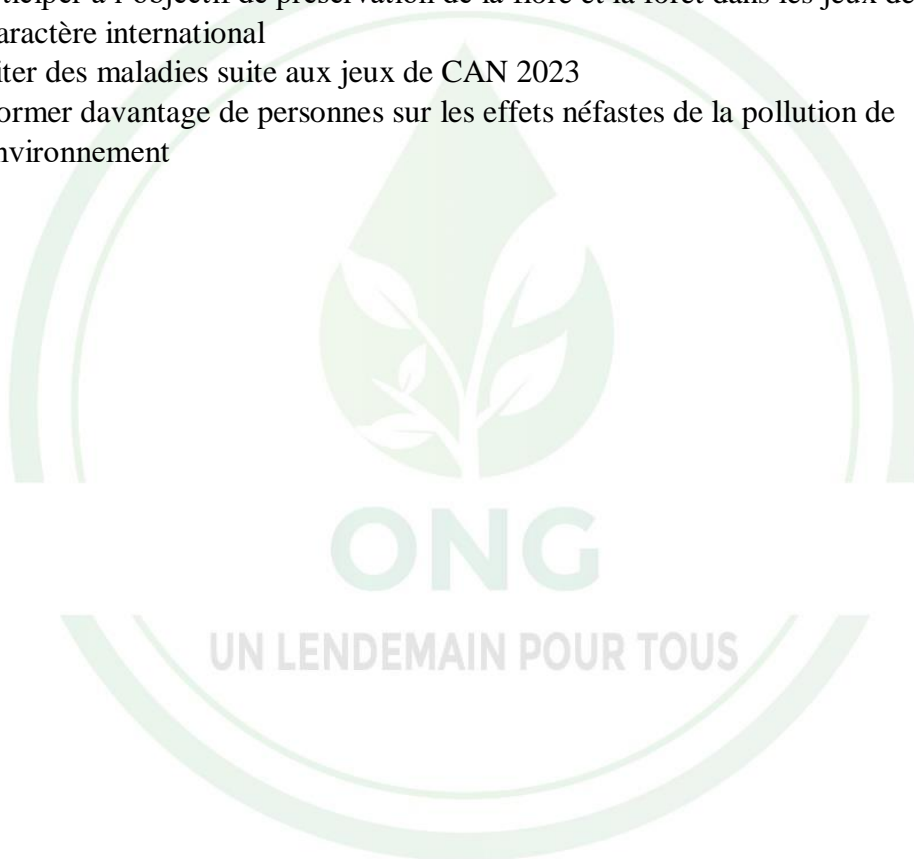 ticiper à l'objectif de préservation de la flore et la forêt dans les jeux de
aractère international
iter des maladies suite aux jeux de CAN 2023
ormer davantage de personnes sur les effets néfastes de la pollution de
nvironnement
ONG
UN LENDEMAIN POUR TOUS